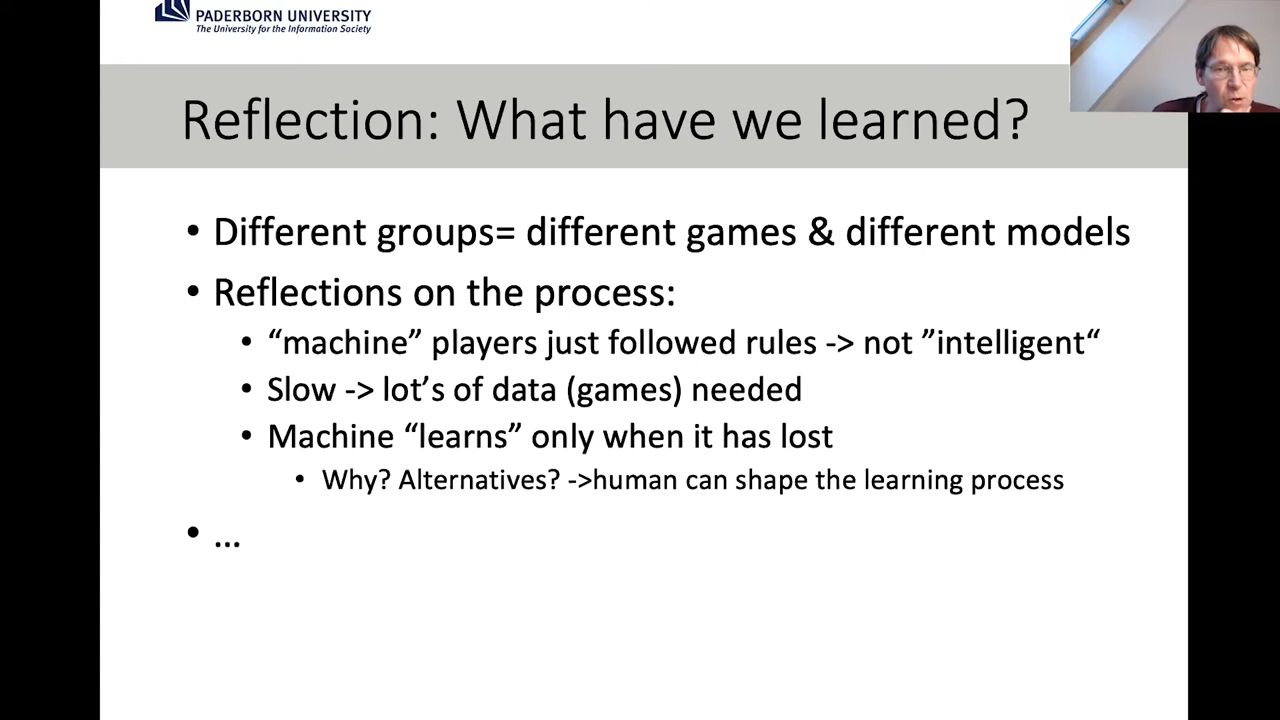 PADERBORN UNIVERSITY
The University for the Information Society
Reflection: What have we learned?
• Different groups= different games & different models
• Reflections on the process:
• “machine” players just followed rules -> not ”intelligent“
• Slow -> lot’s of data (games) needed
• Machine “learns” only when it has lost
• Why? Alternatives? ->human can shape the learning process
• …